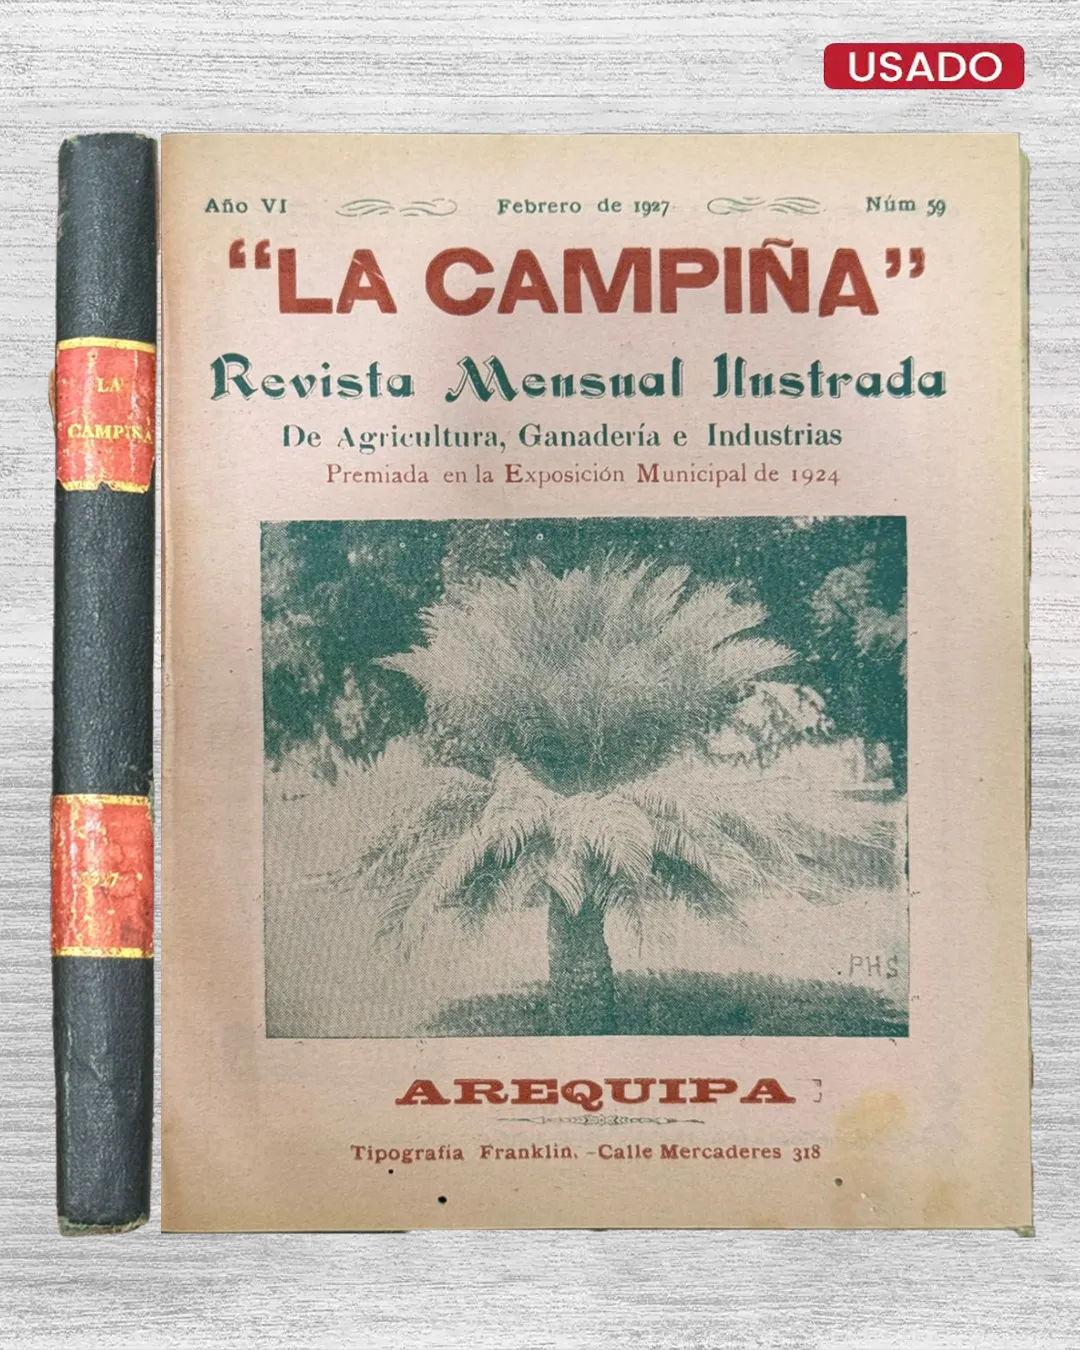 USADO
LA
CAMPIÑA
1927
Año VI Febrero de 1927 Núm 59
“LA CAMPIÑA”
Revista Mensual Ilustrada
De Agricultura, Ganadería e Industrias
Premiada en la Exposición Municipal de 1924
PHS
AREQUIPA
Tipografía Franklin. -Calle Mercaderes 318